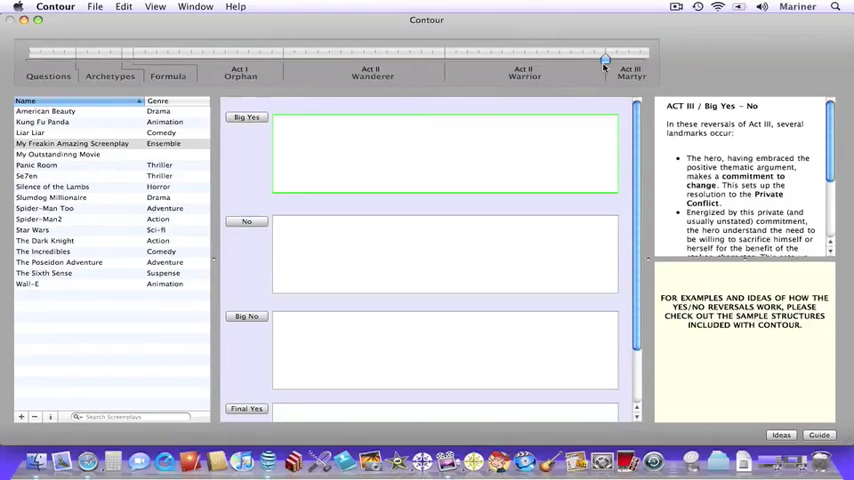 Contour File Edit View Window Help
Mariner
Contour
Questions
Archetypes
Formula
Act I
Orphan
Act II
Wanderer
Act II
Warrior
Act III
Martyr
Name Genre
American Beauty Drama
Kung Fu Panda Animation
Liar Liar Comedy
My Freakin Amazing Screenplay Ensemble
My Outstandinng Movie
Panic Room Thriller
Se7en Thriller
Silence of the Lambs Horror
Slumdog Millionaire Drama
Spider-Man Too Adventure
Spider-Man2 Action
Star Wars Sci-fi
The Dark Knight Action
The Incredibles Comedy
The Poseidon Adventure Adventure
The Sixth Sense Suspense
Wall-E Animation
Search Screenplays
Big Yes
No
Big No
Final Yes
ACT III / Big Yes - No
In these reversals of Act III, several
landmarks occur:
• The hero, having embraced the
positive thematic argument,
makes a commitment to
change. This sets up the
resolution to the Private
Conflict.
• Energized by this private (and
usually unstated) commitment,
the hero understand the need to
be willing to sacrifice himself or
herself for the benefit of the
FOR EXAMPLES AND IDEAS OF HOW THE
YES/NO REVERSALS WORK, PLEASE
CHECK OUT THE SAMPLE STRUCTURES
INCLUDED WITH CONTOUR.
Ideas
Guide